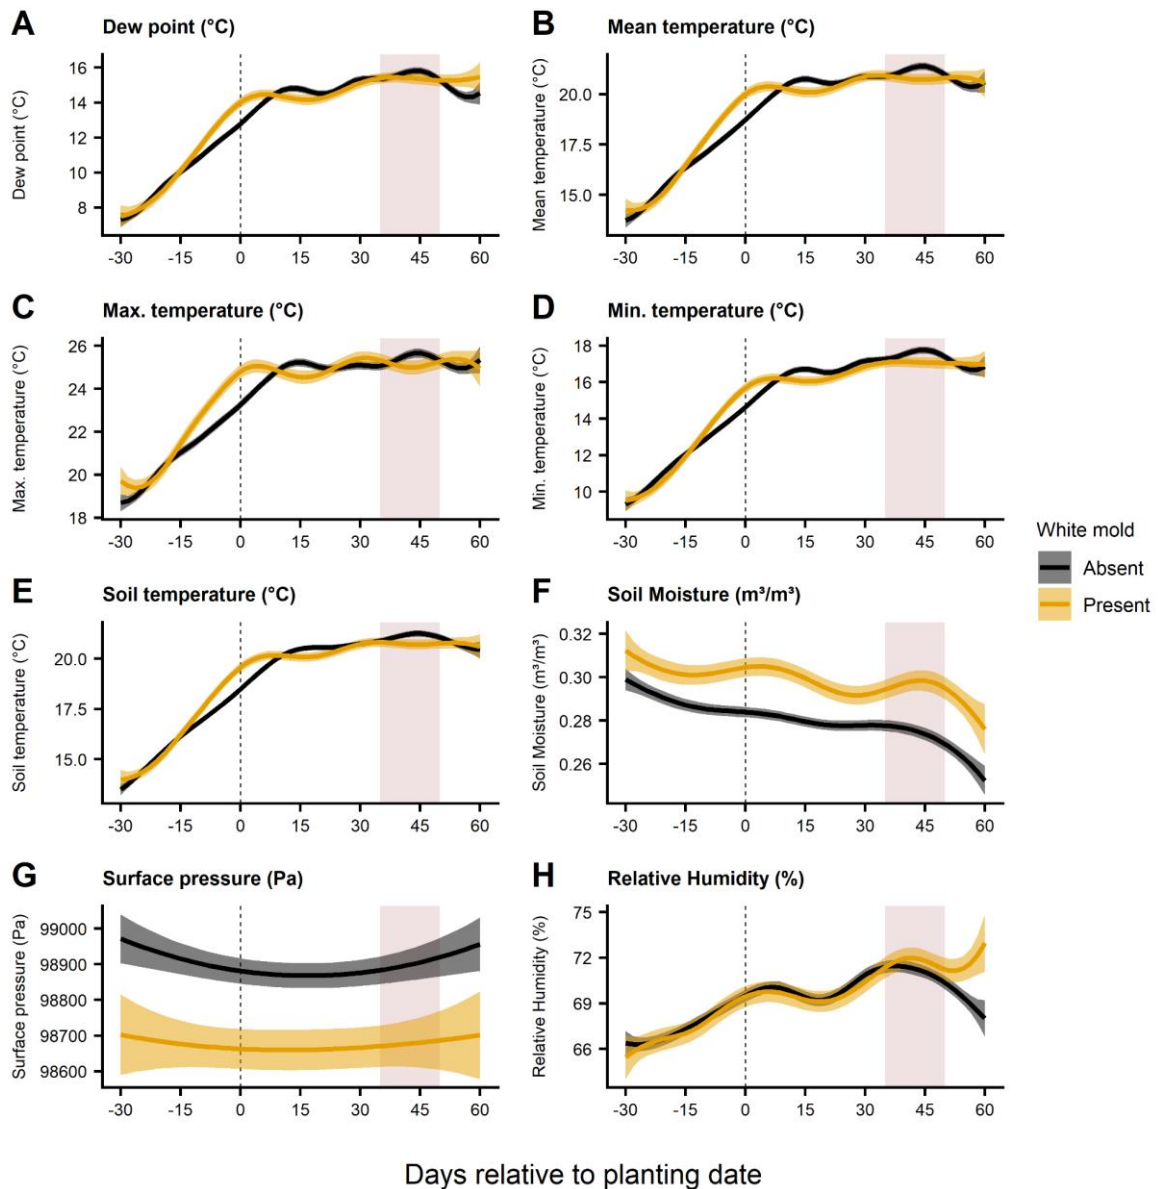 A Dew point (°C)
Dew point (°C)
16
14
12
10
8
-30 -15 0 15 30 45 60
B Mean temperature (°C)
Mean temperature (°C)
20.0
17.5
15.0
-30 -15 0 15 30 45 60
C Max. temperature (°C)
Max. temperature (°C)
26
24
22
20
18
-30 -15 0 15 30 45 60
D Min. temperature (°C)
Min. temperature (°C)
18
16
14
12
10
-30 -15 0 15 30 45 60
E Soil temperature (°C)
Soil temperature (°C)
20.0
17.5
15.0
-30 -15 0 15 30 45 60
F Soil Moisture (m³/m³)
Soil Moisture (m³/m³)
0.32
0.30
0.28
0.26
-30 -15 0 15 30 45 60
G Surface pressure (Pa)
Surface pressure (Pa)
99000
98900
98800
98700
98600
-30 -15 0 15 30 45 60
H Relative Humidity (%)
Relative Humidity (%)
75
72
69
66
-30 -15 0 15 30 45 60
White mold
Absent
Present
Days relative to planting date